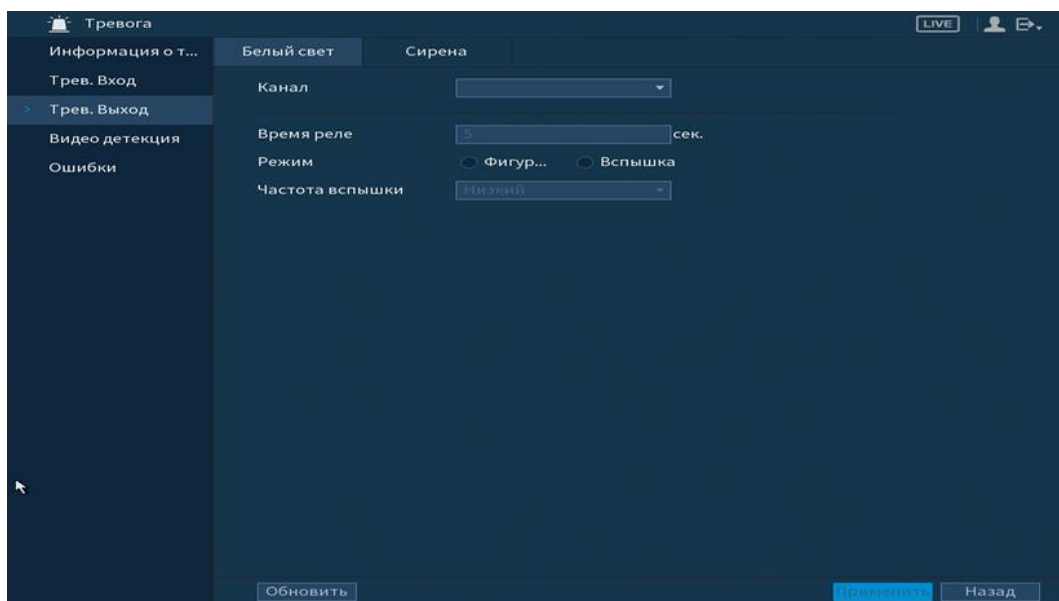 Тревога LIVE
Информация о т... Белый свет Сирена
Трев. Вход
Канал
> Трев. Выход
Время реле 5 сек.
Видео детекция
Режим Фигур... Вспышка
Ошибки
Частота вспышки Низкий
Обновить Применить Назад